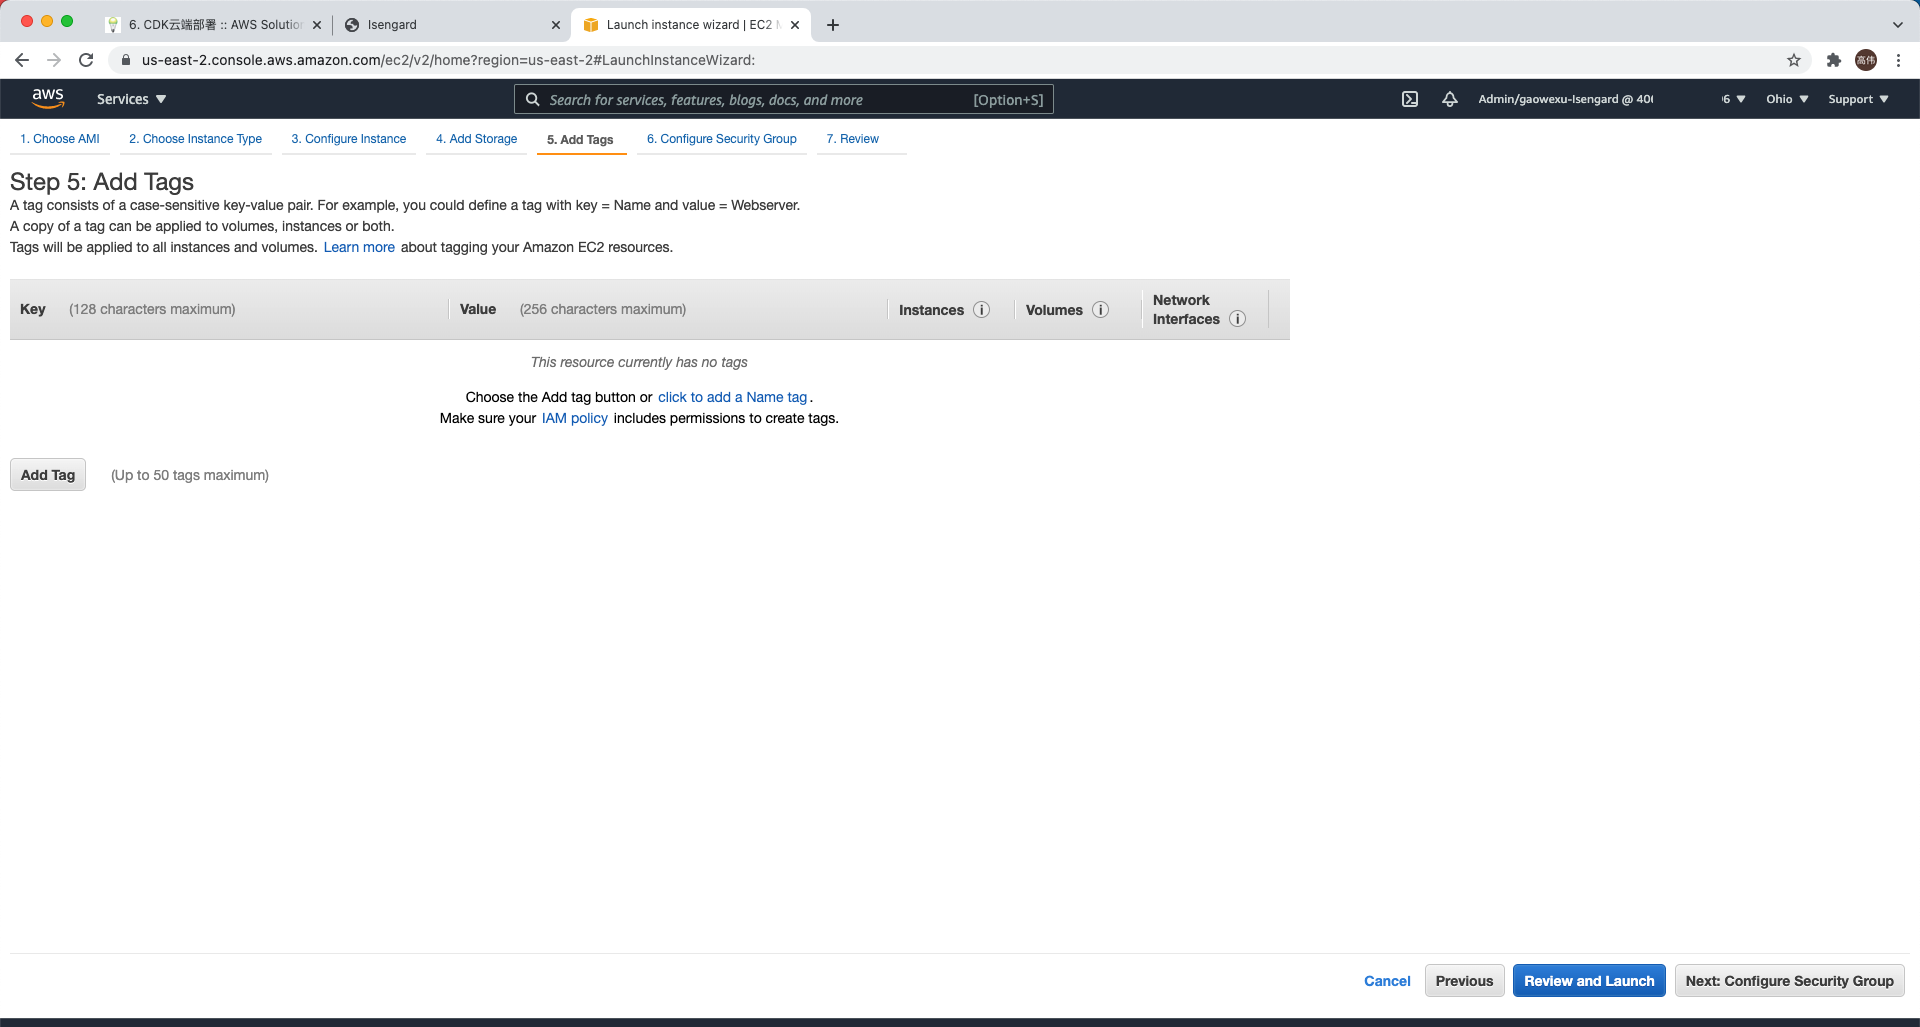 6. CDK云端部署 :: AWS Solution
Isengard
Launch instance wizard | EC2 M
us-east-2.console.aws.amazon.com/ec2/v2/home?region=us-east-2#LaunchInstanceWizard:
高伟
aws
Services
Search for services, features, blogs, docs, and more
[Option+S]
Admin/gaowexu-Isengard @ 406
06
Ohio
Support
1. Choose AMI
2. Choose Instance Type
3. Configure Instance
4. Add Storage
5. Add Tags
6. Configure Security Group
7. Review
Step 5: Add Tags
A tag consists of a case-sensitive key-value pair. For example, you could define a tag with key = Name and value = Webserver.
A copy of a tag can be applied to volumes, instances or both.
Tags will be applied to all instances and volumes. Learn more about tagging your Amazon EC2 resources.
Key (128 characters maximum)
Value (256 characters maximum)
Instances
Volumes
Network
Interfaces
This resource currently has no tags
Choose the Add tag button or click to add a Name tag.
Make sure your IAM policy includes permissions to create tags.
Add Tag (Up to 50 tags maximum)
Cancel
Previous
Review and Launch
Next: Configure Security Group